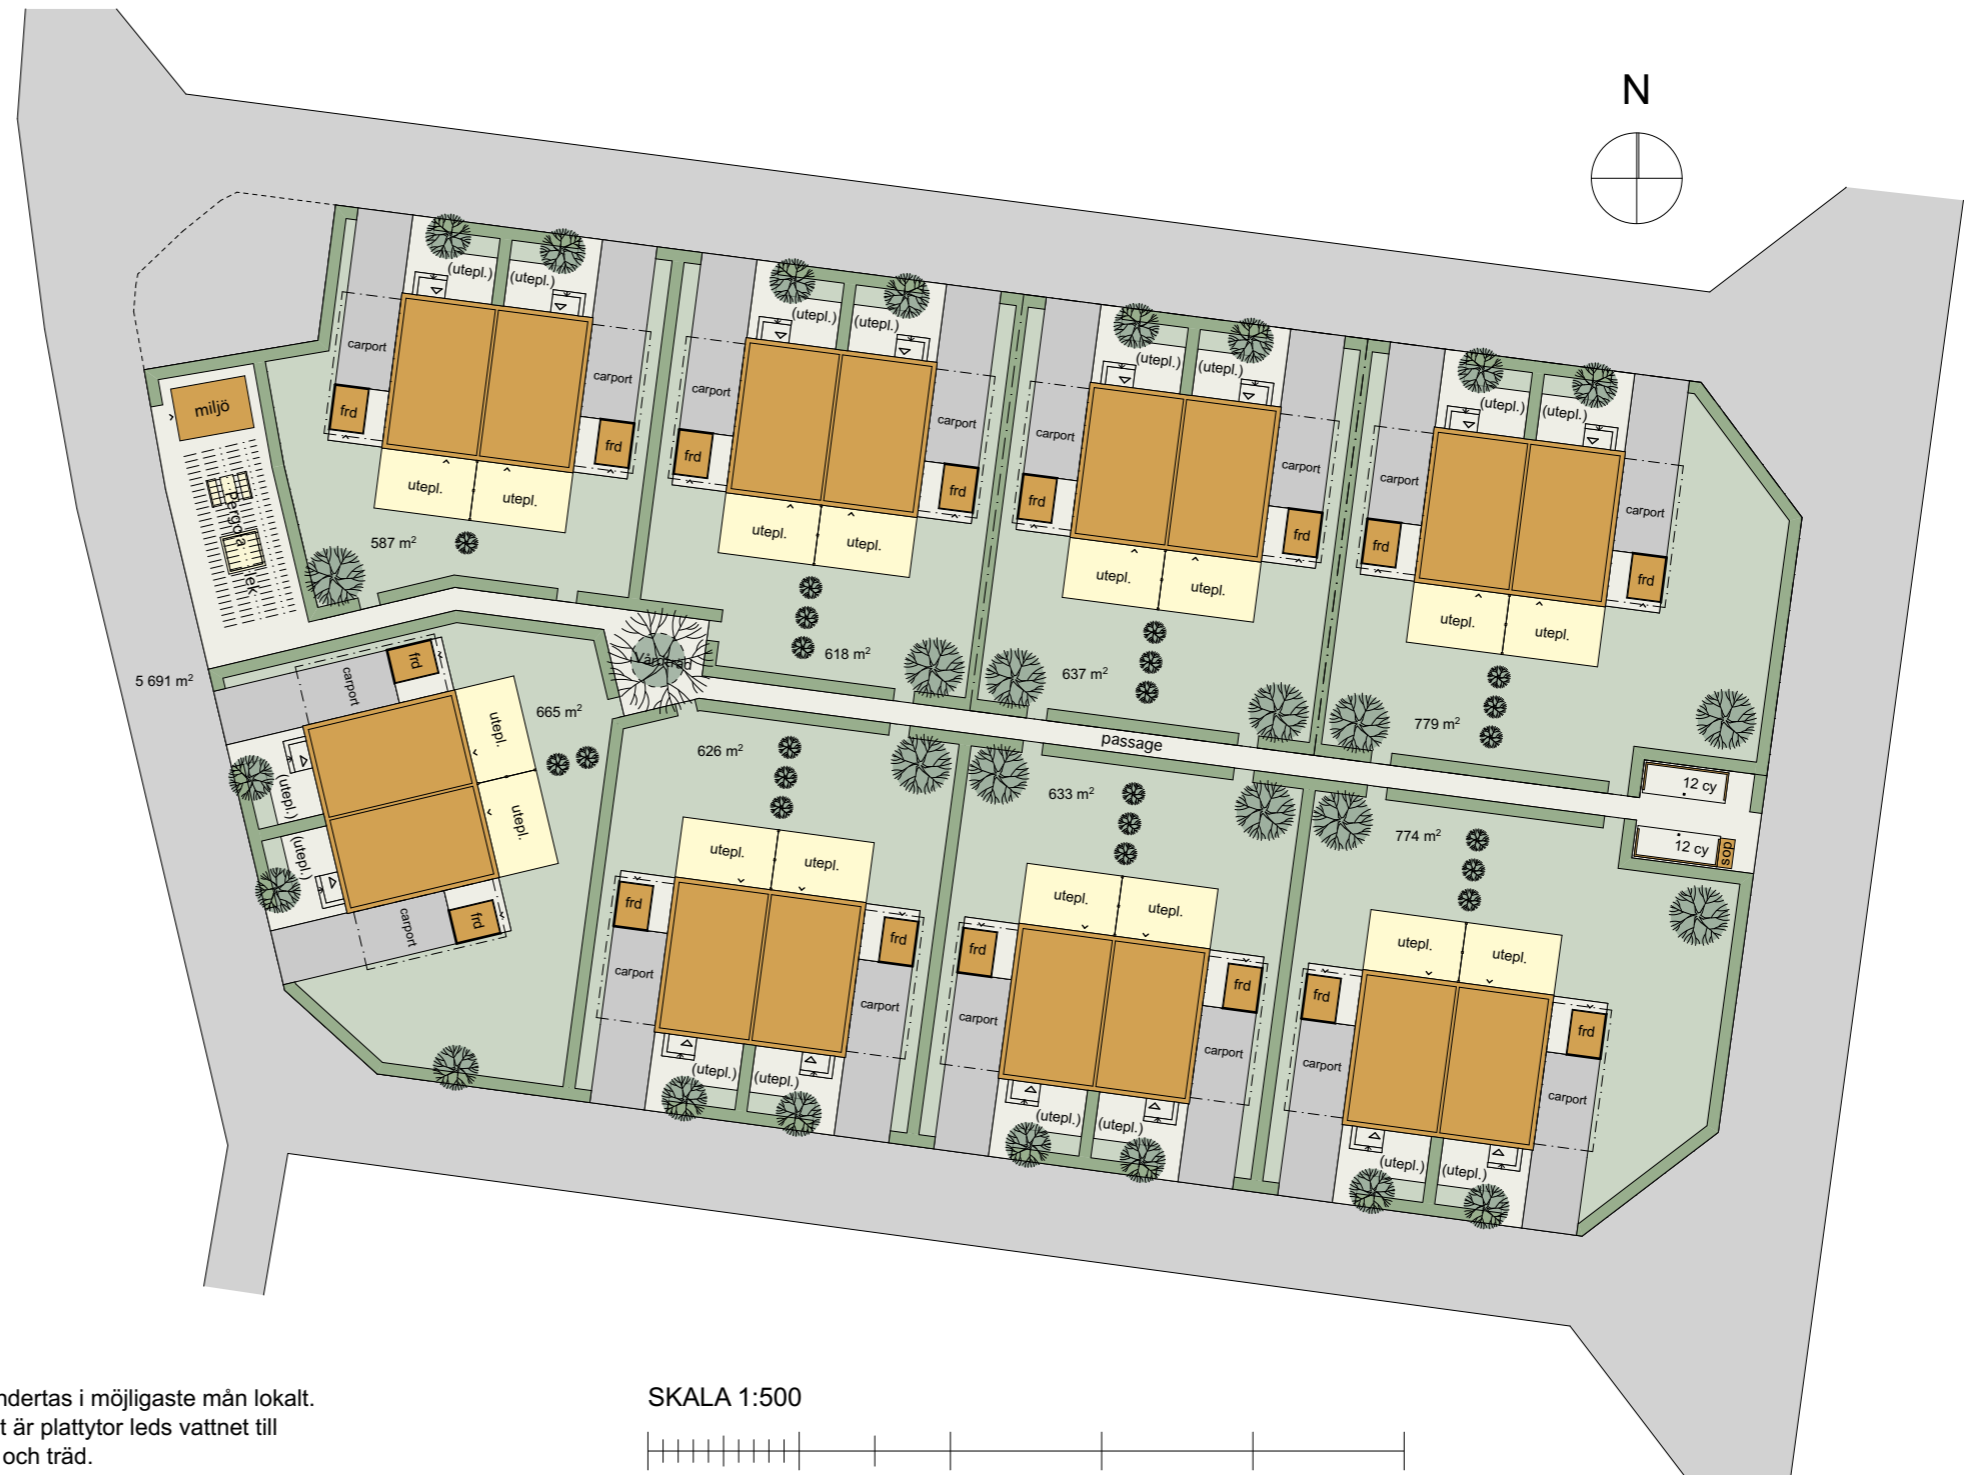 N
(utepl.)
(utepl.)
carport
carport
frd
frd
utepl.
utepl.
587 m²
miljö
Pergola
lek
(utepl.)
(utepl.)
carport
carport
frd
frd
utepl.
utepl.
618 m²
(utepl.)
(utepl.)
carport
carport
frd
frd
utepl.
utepl.
637 m²
(utepl.)
(utepl.)
carport
carport
frd
frd
utepl.
utepl.
779 m²
Vårdträd
passage
12 cy
12 cy
sop
5 691 m²
carport
frd
utepl.
utepl.
665 m²
(utepl.)
(utepl.)
carport
frd
626 m²
utepl.
utepl.
frd
frd
carport
carport
(utepl.)
(utepl.)
633 m²
utepl.
utepl.
frd
frd
carport
carport
(utepl.)
(utepl.)
774 m²
utepl.
utepl.
frd
frd
carport
carport
(utepl.)
(utepl.)
ndertas i möjligaste mån lokalt.
t är plattytor leds vattnet till
och träd.
SKALA 1:500